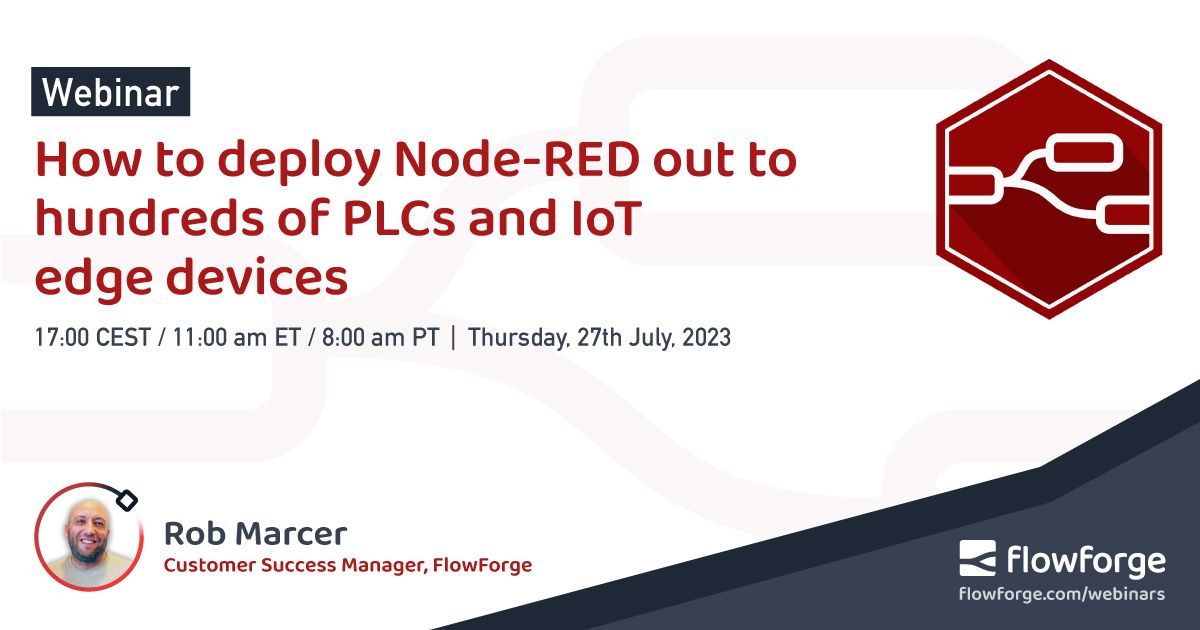 Webinar
How to deploy Node-RED out to
hundreds of PLCs and IoT
edge devices
17:00 CEST / 11:00 am ET / 8:00 am PT | Thursday, 27th July, 2023
Rob Marcer
Customer Success Manager, FlowForge
flowforge
flowforge.com/webinars